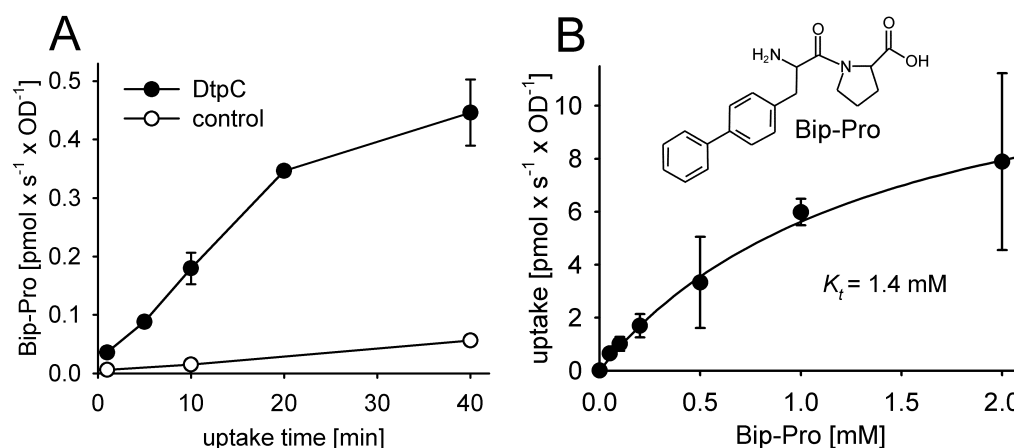 A
Bip-Pro [pmol x s⁻¹ x OD⁻¹]
0.5
0.4
0.3
0.2
0.1
0.0
DtpC
control
0 10 20 30 40
uptake time [min]
B
uptake [pmol x s⁻¹ x OD⁻¹]
10
8
6
4
2
0
O
O
H₂N
N
OH
Bip-Pro
Kt = 1.4 mM
0.0 0.5 1.0 1.5 2.0
Bip-Pro [mM]